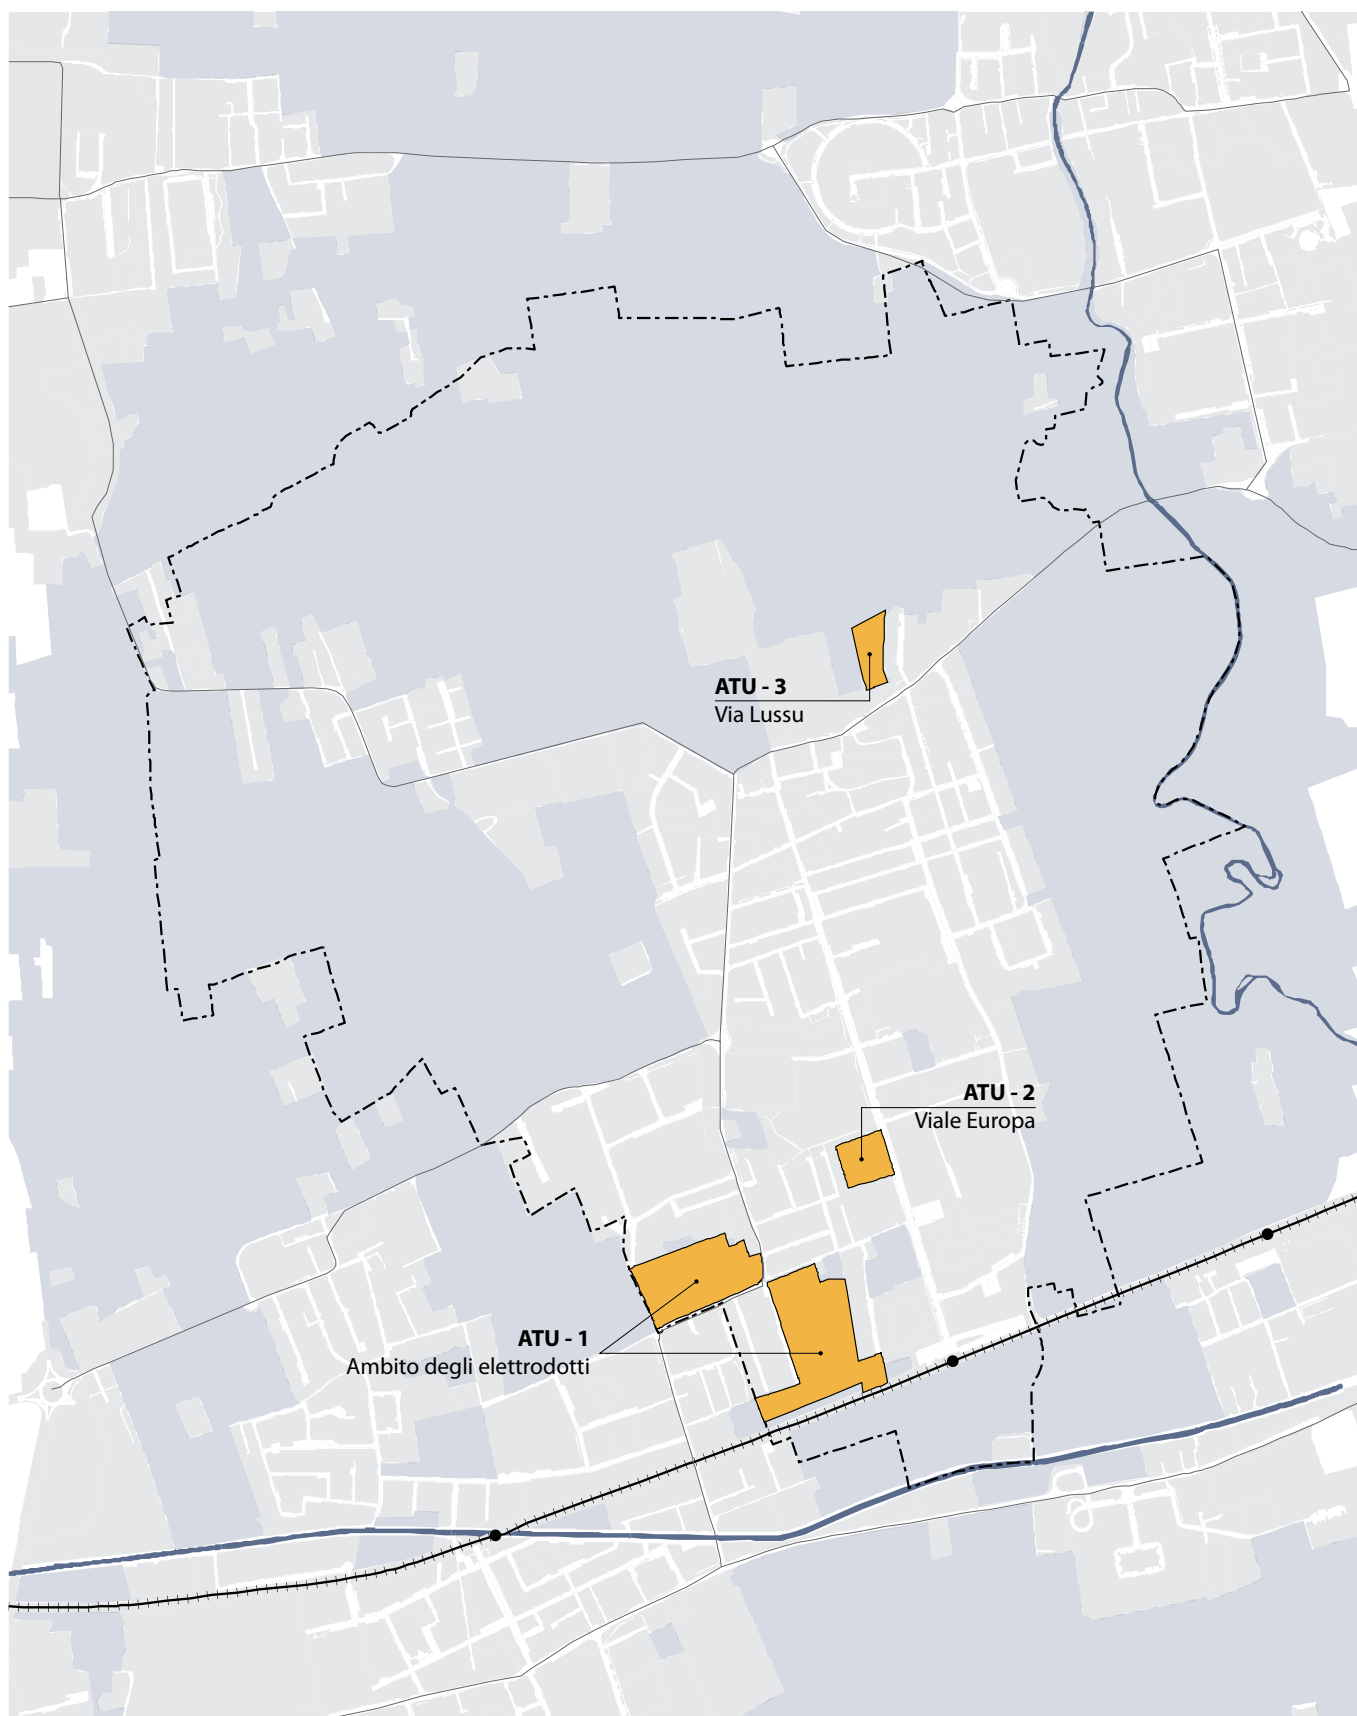 ATU - 3
Via Lussu
ATU - 2
Viale Europa
ATU - 1
Ambito degli elettrodotti